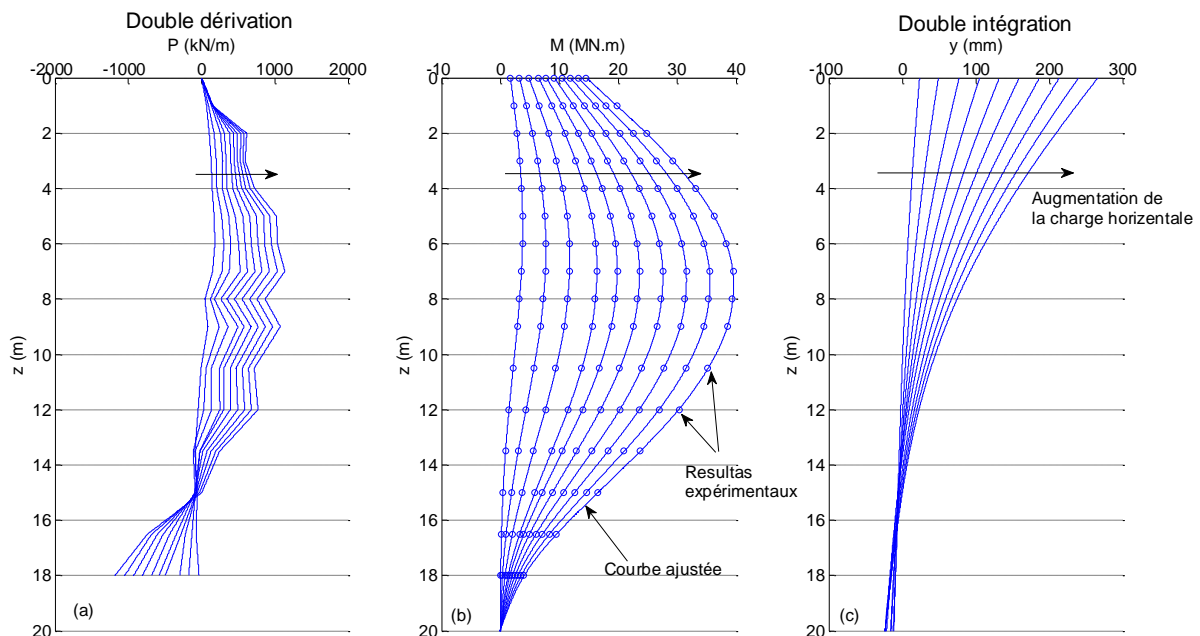 Double dérivation
P (kN/m)
-2000 -1000 0 1000 2000
0
2
4
6
8
10
12
14
16
18
20
z (m)
(a)
M (MN.m)
-10 0 10 20 30 40
0
2
4
6
8
10
12
14
16
18
20
z (m)
Resultas
expérimentaux
Courbe ajustée
(b)
Double intégration
y (mm)
-100 0 100 200 300
0
2
4
6
8
10
12
14
16
18
20
z (m)
Augmentation de
la charge horizontale
(c)